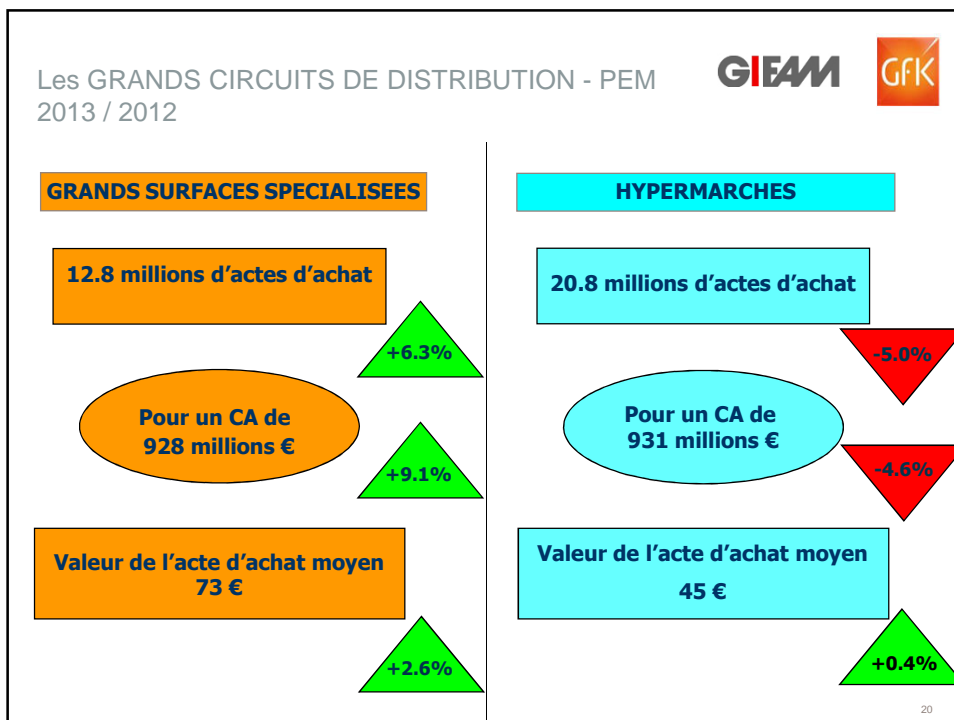 Les GRANDS CIRCUITS DE DISTRIBUTION - PEM
2013 / 2012
GIFAM
GfK
GRANDS SURFACES SPECIALISEES
12.8 millions d’actes d’achat
+6.3%
Pour un CA de
928 millions €
+9.1%
Valeur de l’acte d’achat moyen
73 €
+2.6%
HYPERMARCHES
20.8 millions d’actes d’achat
-5.0%
Pour un CA de
931 millions €
-4.6%
Valeur de l’acte d’achat moyen
45 €
+0.4%
20